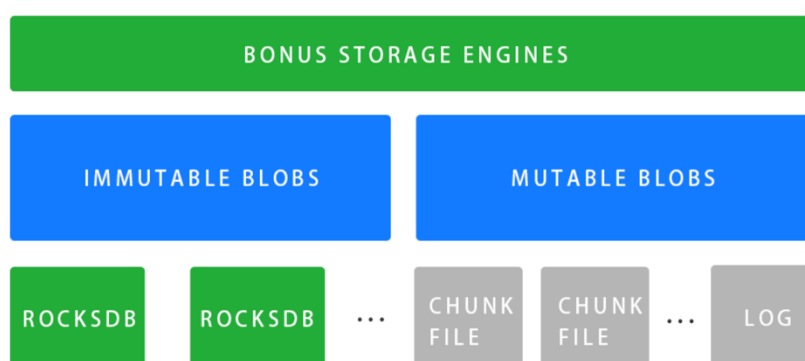 BONUS STORAGE ENGINES
IMMUTABLE BLOBS
MUTABLE BLOBS
ROCKSDB
ROCKSDB
...
CHUNK
FILE
CHUNK
FILE
...
LOG